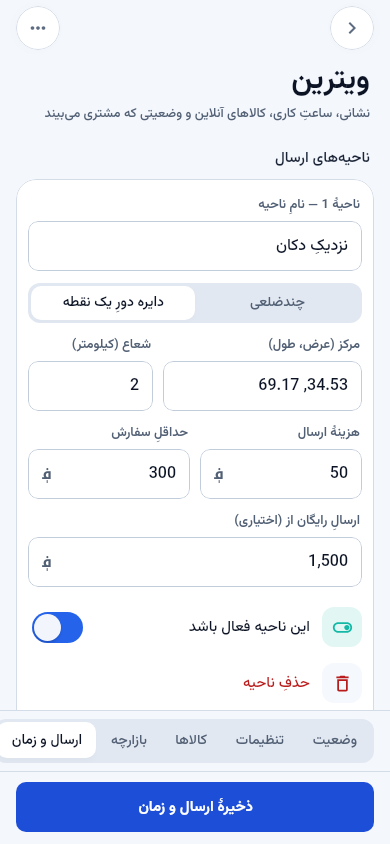 ویترین
نشانی، ساعتِ کاری، کالاهای آنلاین و وضعیتی که مشتری می‌بیند
ناحیه‌های ارسال
ناحیهٔ 1 — نامِ ناحیه
نزدیکِ دکان
چندضلعی
دایره دورِ یک نقطه
مرکز (عرض، طول)
شعاع (کیلومتر)
34.53, 69.17
2
هزینهٔ ارسال
حداقلِ سفارش
50 ؋
300 ؋
ارسالِ رایگان از (اختیاری)
1,500 ؋
این ناحیه فعال باشد
حذفِ ناحیه
وضعیت
تنظیمات
کالاها
بازارچه
ارسال و زمان
ذخیرهٔ ارسال و زمان